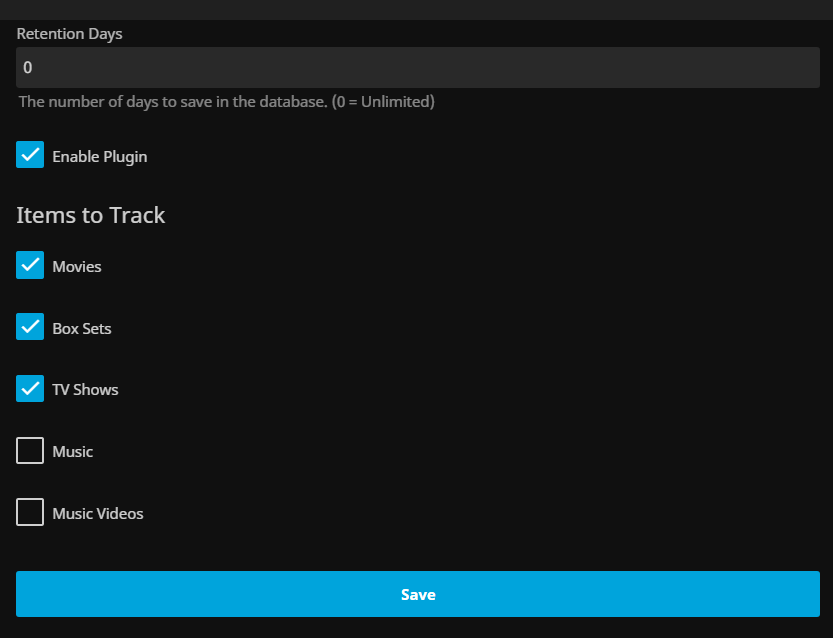 Retention Days
0
The number of days to save in the database. (0 = Unlimited)
Enable Plugin
Items to Track
Movies
Box Sets
TV Shows
Music
Music Videos
Save